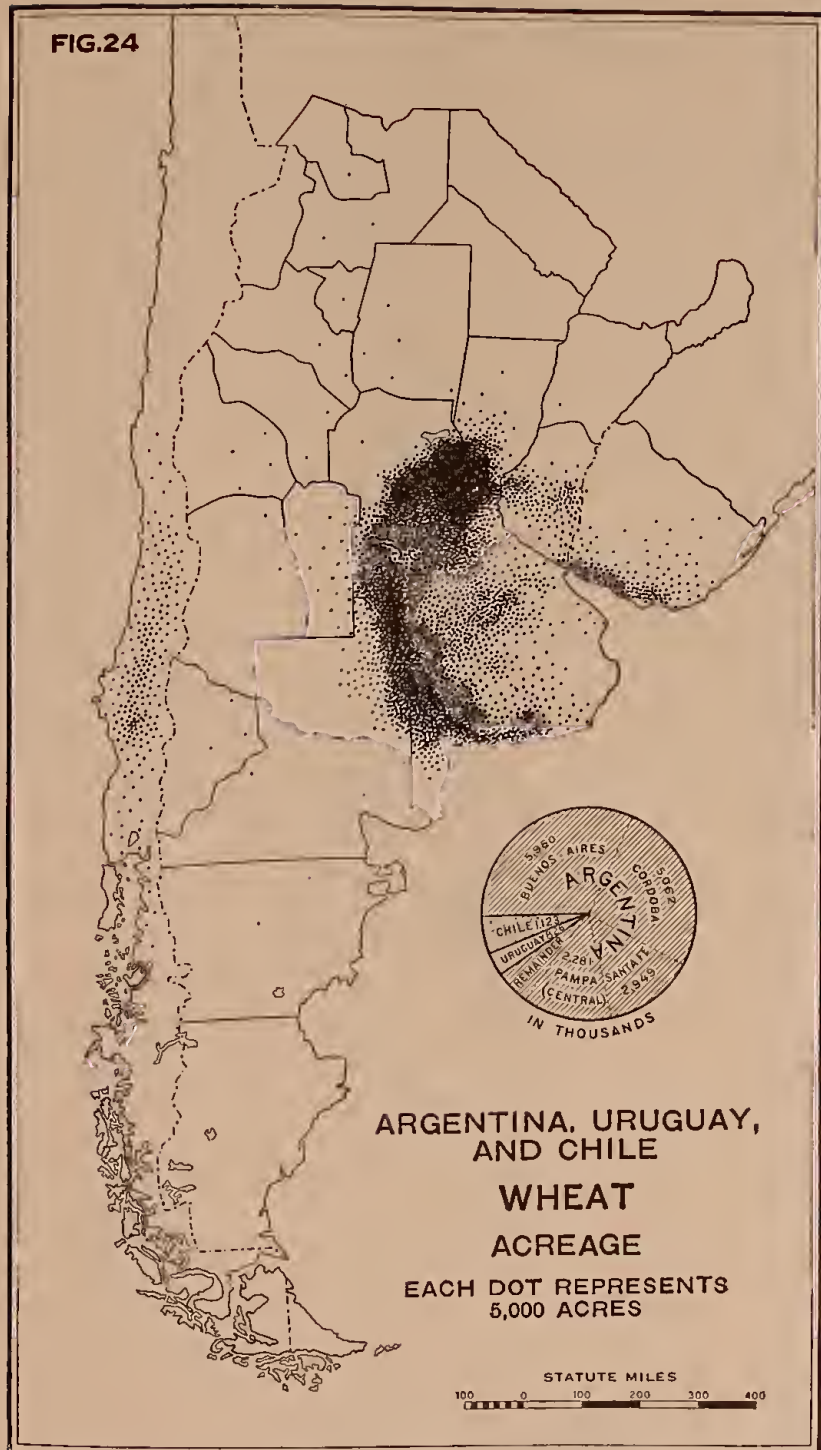 FIG.24
5,960
BUENOS AIRES
5,062
CORDOBA
ARGENTINA
CHILE 1,123
URUGUAY
REMAINDER
2,281
PAMPA
(CENTRAL)
SANTA FE
2,949
IN THOUSANDS
ARGENTINA, URUGUAY,
AND CHILE
WHEAT
ACREAGE
EACH DOT REPRESENTS
5,000 ACRES
STATUTE MILES
100 0 100 200 300 400